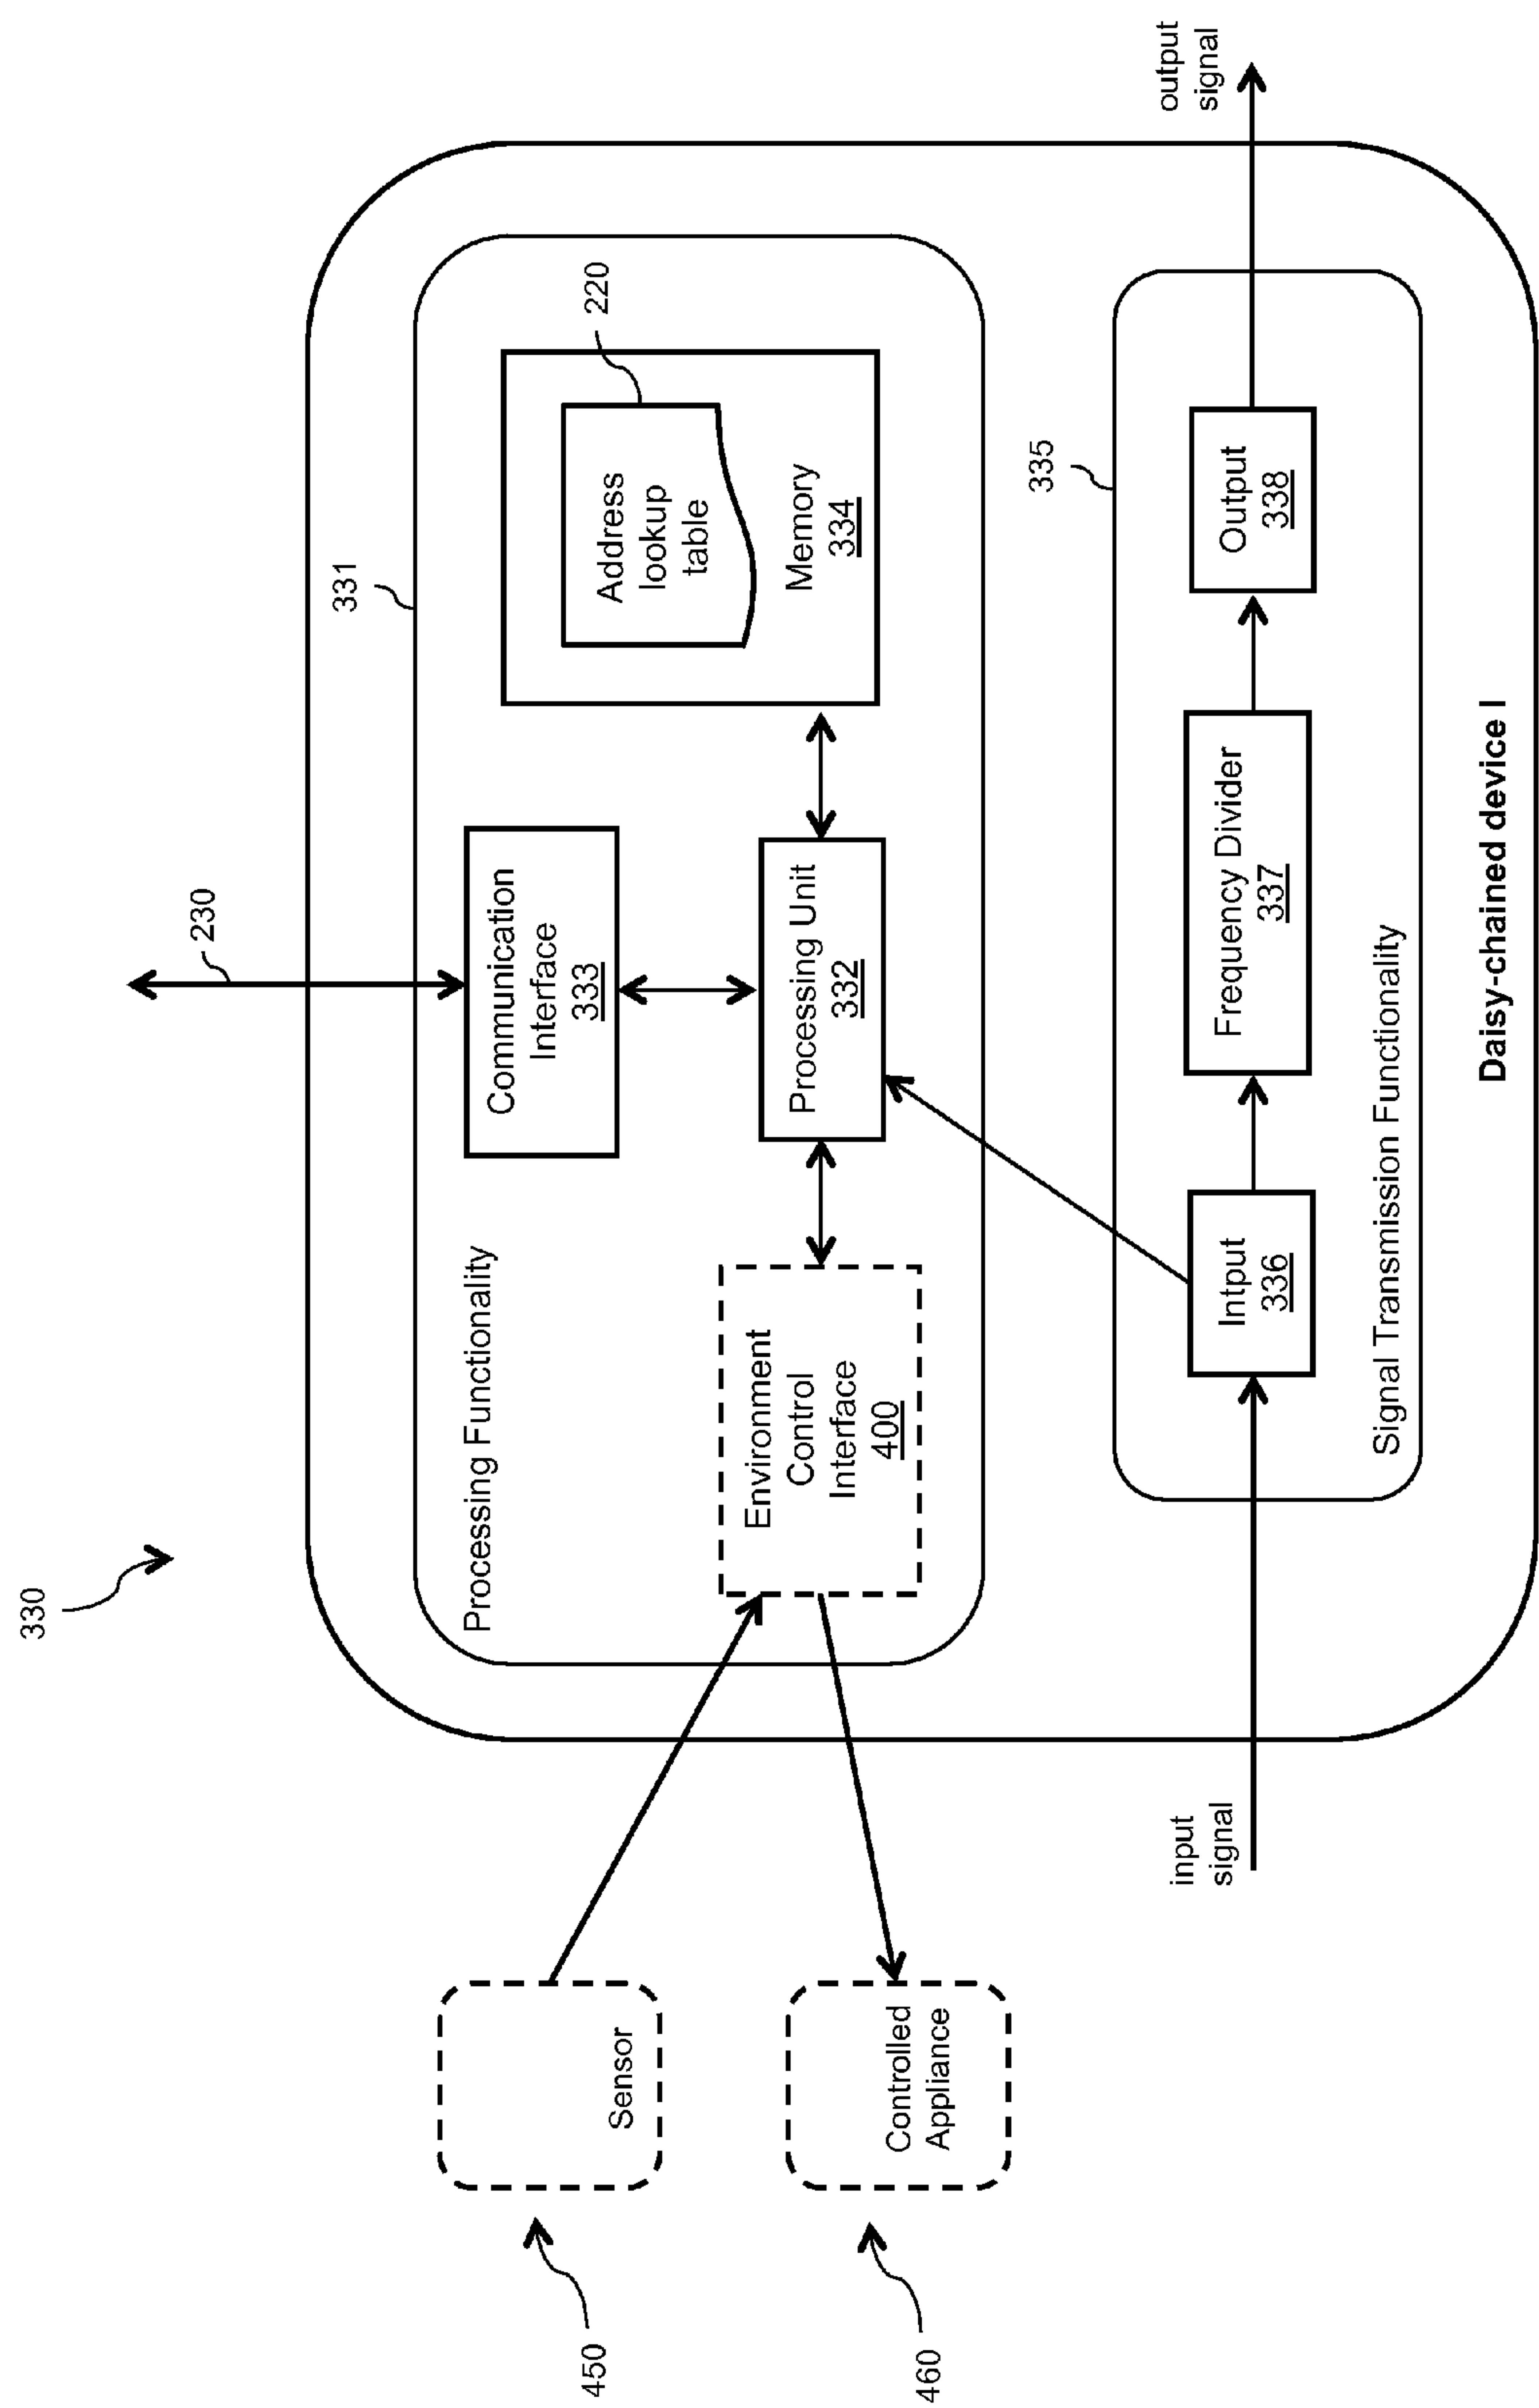 330
230
331
220
Processing Functionality
Communication
Interface
333
Address
lookup
table
Memory
334
Environment
Control
Interface
400
Processing Unit
332
450
Sensor
460
Controlled
Appliance
335
input
signal
Intput
336
Frequency Divider
337
Output
338
output
signal
Signal Transmission Functionality
Daisy-chained device I